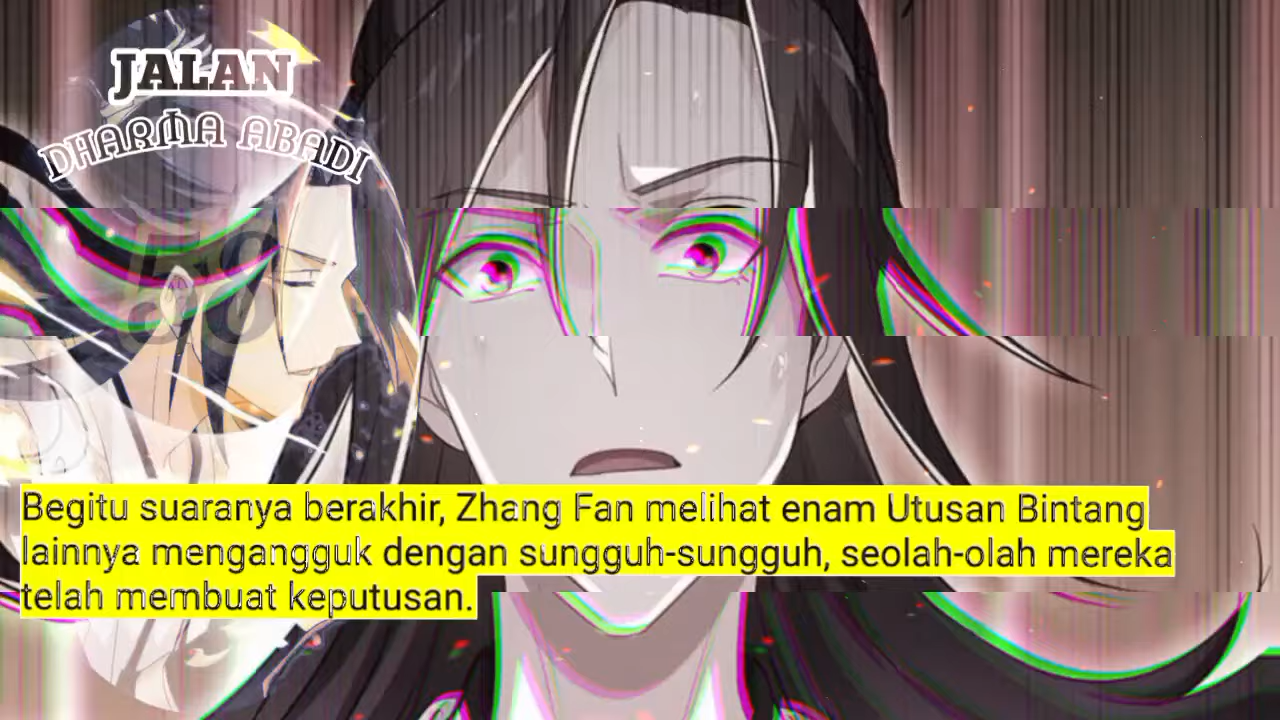 JALAN
DHARMA ABADI
58
Begitu suaranya berakhir, Zhang Fan melihat enam Utusan Bintang
lainnya mengangguk dengan sungguh-sungguh, seolah-olah mereka
telah membuat keputusan.